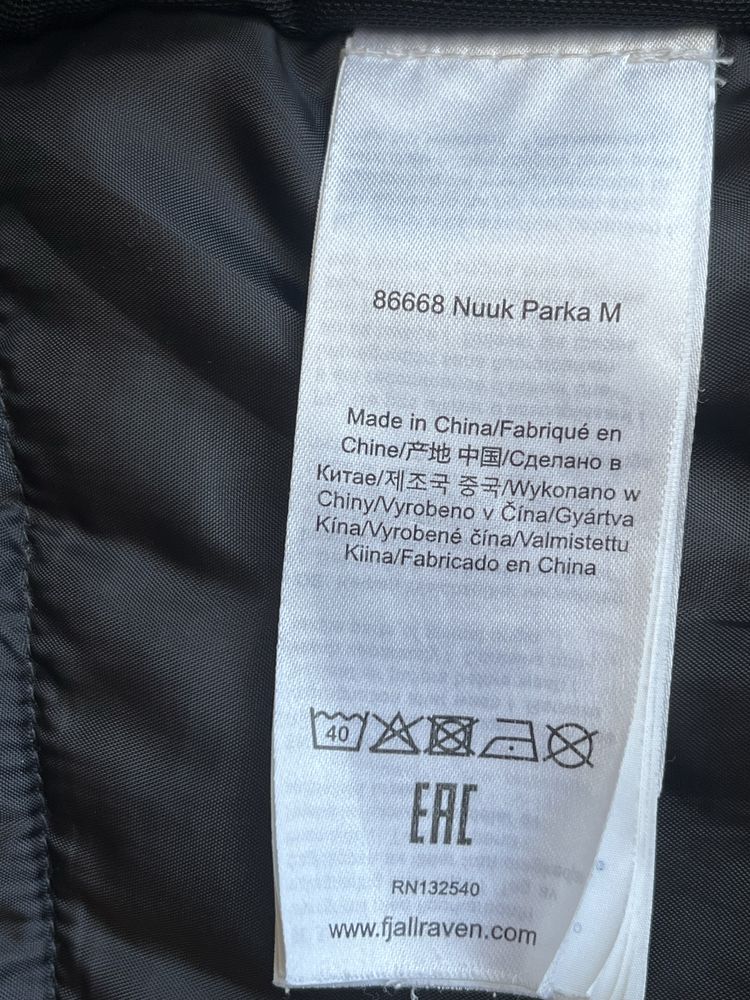 86668 Nuuk Parka M
Made in China/Fabriqué en
Chine/产地 中国/Сделано в
Китае/제조국 중국/Wykonano w
Chiny/Vyrobeno v Čína/Gyártva
Kína/Vyrobené čína/Valmistettu
Kiina/Fabricado en China
40
EAC
RN132540
www.fjallraven.com